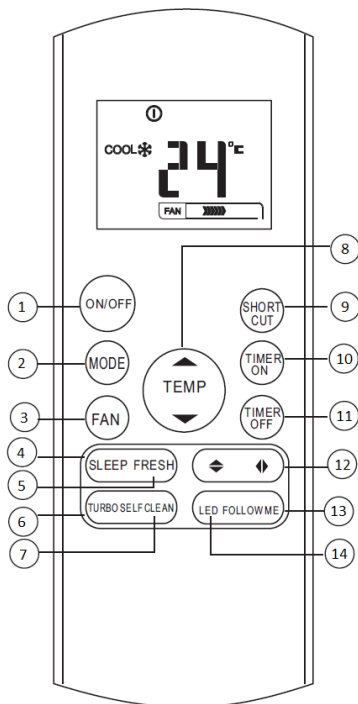 COOL 24°C
FAN
8
1 ON/OFF SHORT CUT 9
2 MODE TEMP TIMER ON 10
3 FAN TIMER OFF 11
4 SLEEP FRESH 12
5
6 TURBO SELF CLEAN LED FOLLOW ME 13
7 14